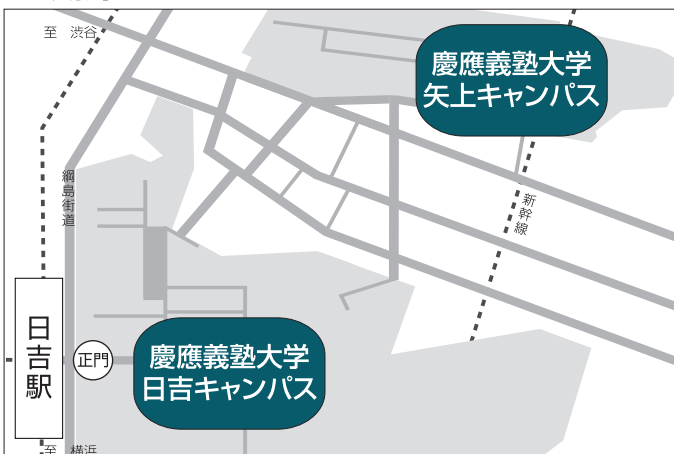 至 渋谷
慶應義塾大学
矢上キャンパス
綱島街道
新幹線
日吉駅
正門
慶應義塾大学
日吉キャンパス
至 横浜